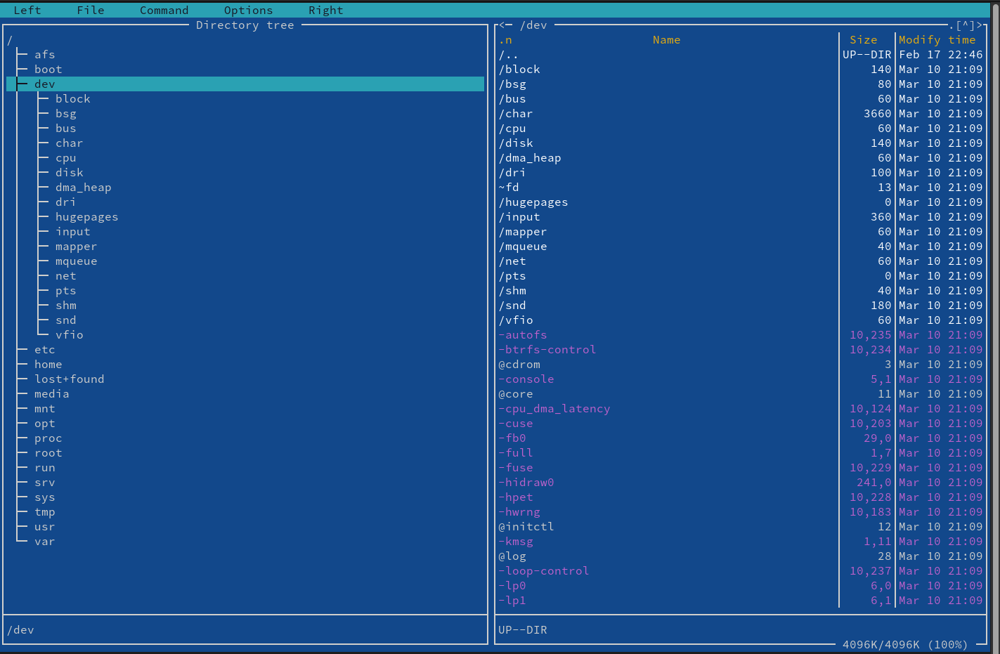 Left File Command Options Right
Directory tree
/
afs
boot
dev
block
bsg
bus
char
cpu
disk
dma_heap
dri
hugepages
input
mapper
mqueue
net
pts
shm
snd
vfio
etc
home
lost+found
media
mnt
opt
proc
root
run
srv
sys
tmp
usr
var
/dev
<─ /dev .[^]>
.n Name Size Modify time
/.. UP--DIR Feb 17 22:46
/block 140 Mar 10 21:09
/bsg 80 Mar 10 21:09
/bus 60 Mar 10 21:09
/char 3660 Mar 10 21:09
/cpu 60 Mar 10 21:09
/disk 140 Mar 10 21:09
/dma_heap 60 Mar 10 21:09
/dri 100 Mar 10 21:09
~fd 13 Mar 10 21:09
/hugepages 0 Mar 10 21:09
/input 360 Mar 10 21:09
/mapper 60 Mar 10 21:09
/mqueue 40 Mar 10 21:09
/net 60 Mar 10 21:09
/pts 0 Mar 10 21:09
/shm 40 Mar 10 21:09
/snd 180 Mar 10 21:09
/vfio 60 Mar 10 21:09
-autofs 10,235 Mar 10 21:09
-btrfs-control 10,234 Mar 10 21:09
@cdrom 3 Mar 10 21:09
-console 5,1 Mar 10 21:09
@core 11 Mar 10 21:09
-cpu_dma_latency 10,124 Mar 10 21:09
-cuse 10,203 Mar 10 21:09
-fb0 29,0 Mar 10 21:09
-full 1,7 Mar 10 21:09
-fuse 10,229 Mar 10 21:09
-hidraw0 241,0 Mar 10 21:09
-hpet 10,228 Mar 10 21:09
-hwrng 10,183 Mar 10 21:09
@initctl 12 Mar 10 21:09
-kmsg 1,11 Mar 10 21:09
@log 28 Mar 10 21:09
-loop-control 10,237 Mar 10 21:09
-lp0 6,0 Mar 10 21:09
-lp1 6,1 Mar 10 21:09
UP--DIR
4096K/4096K (100%)